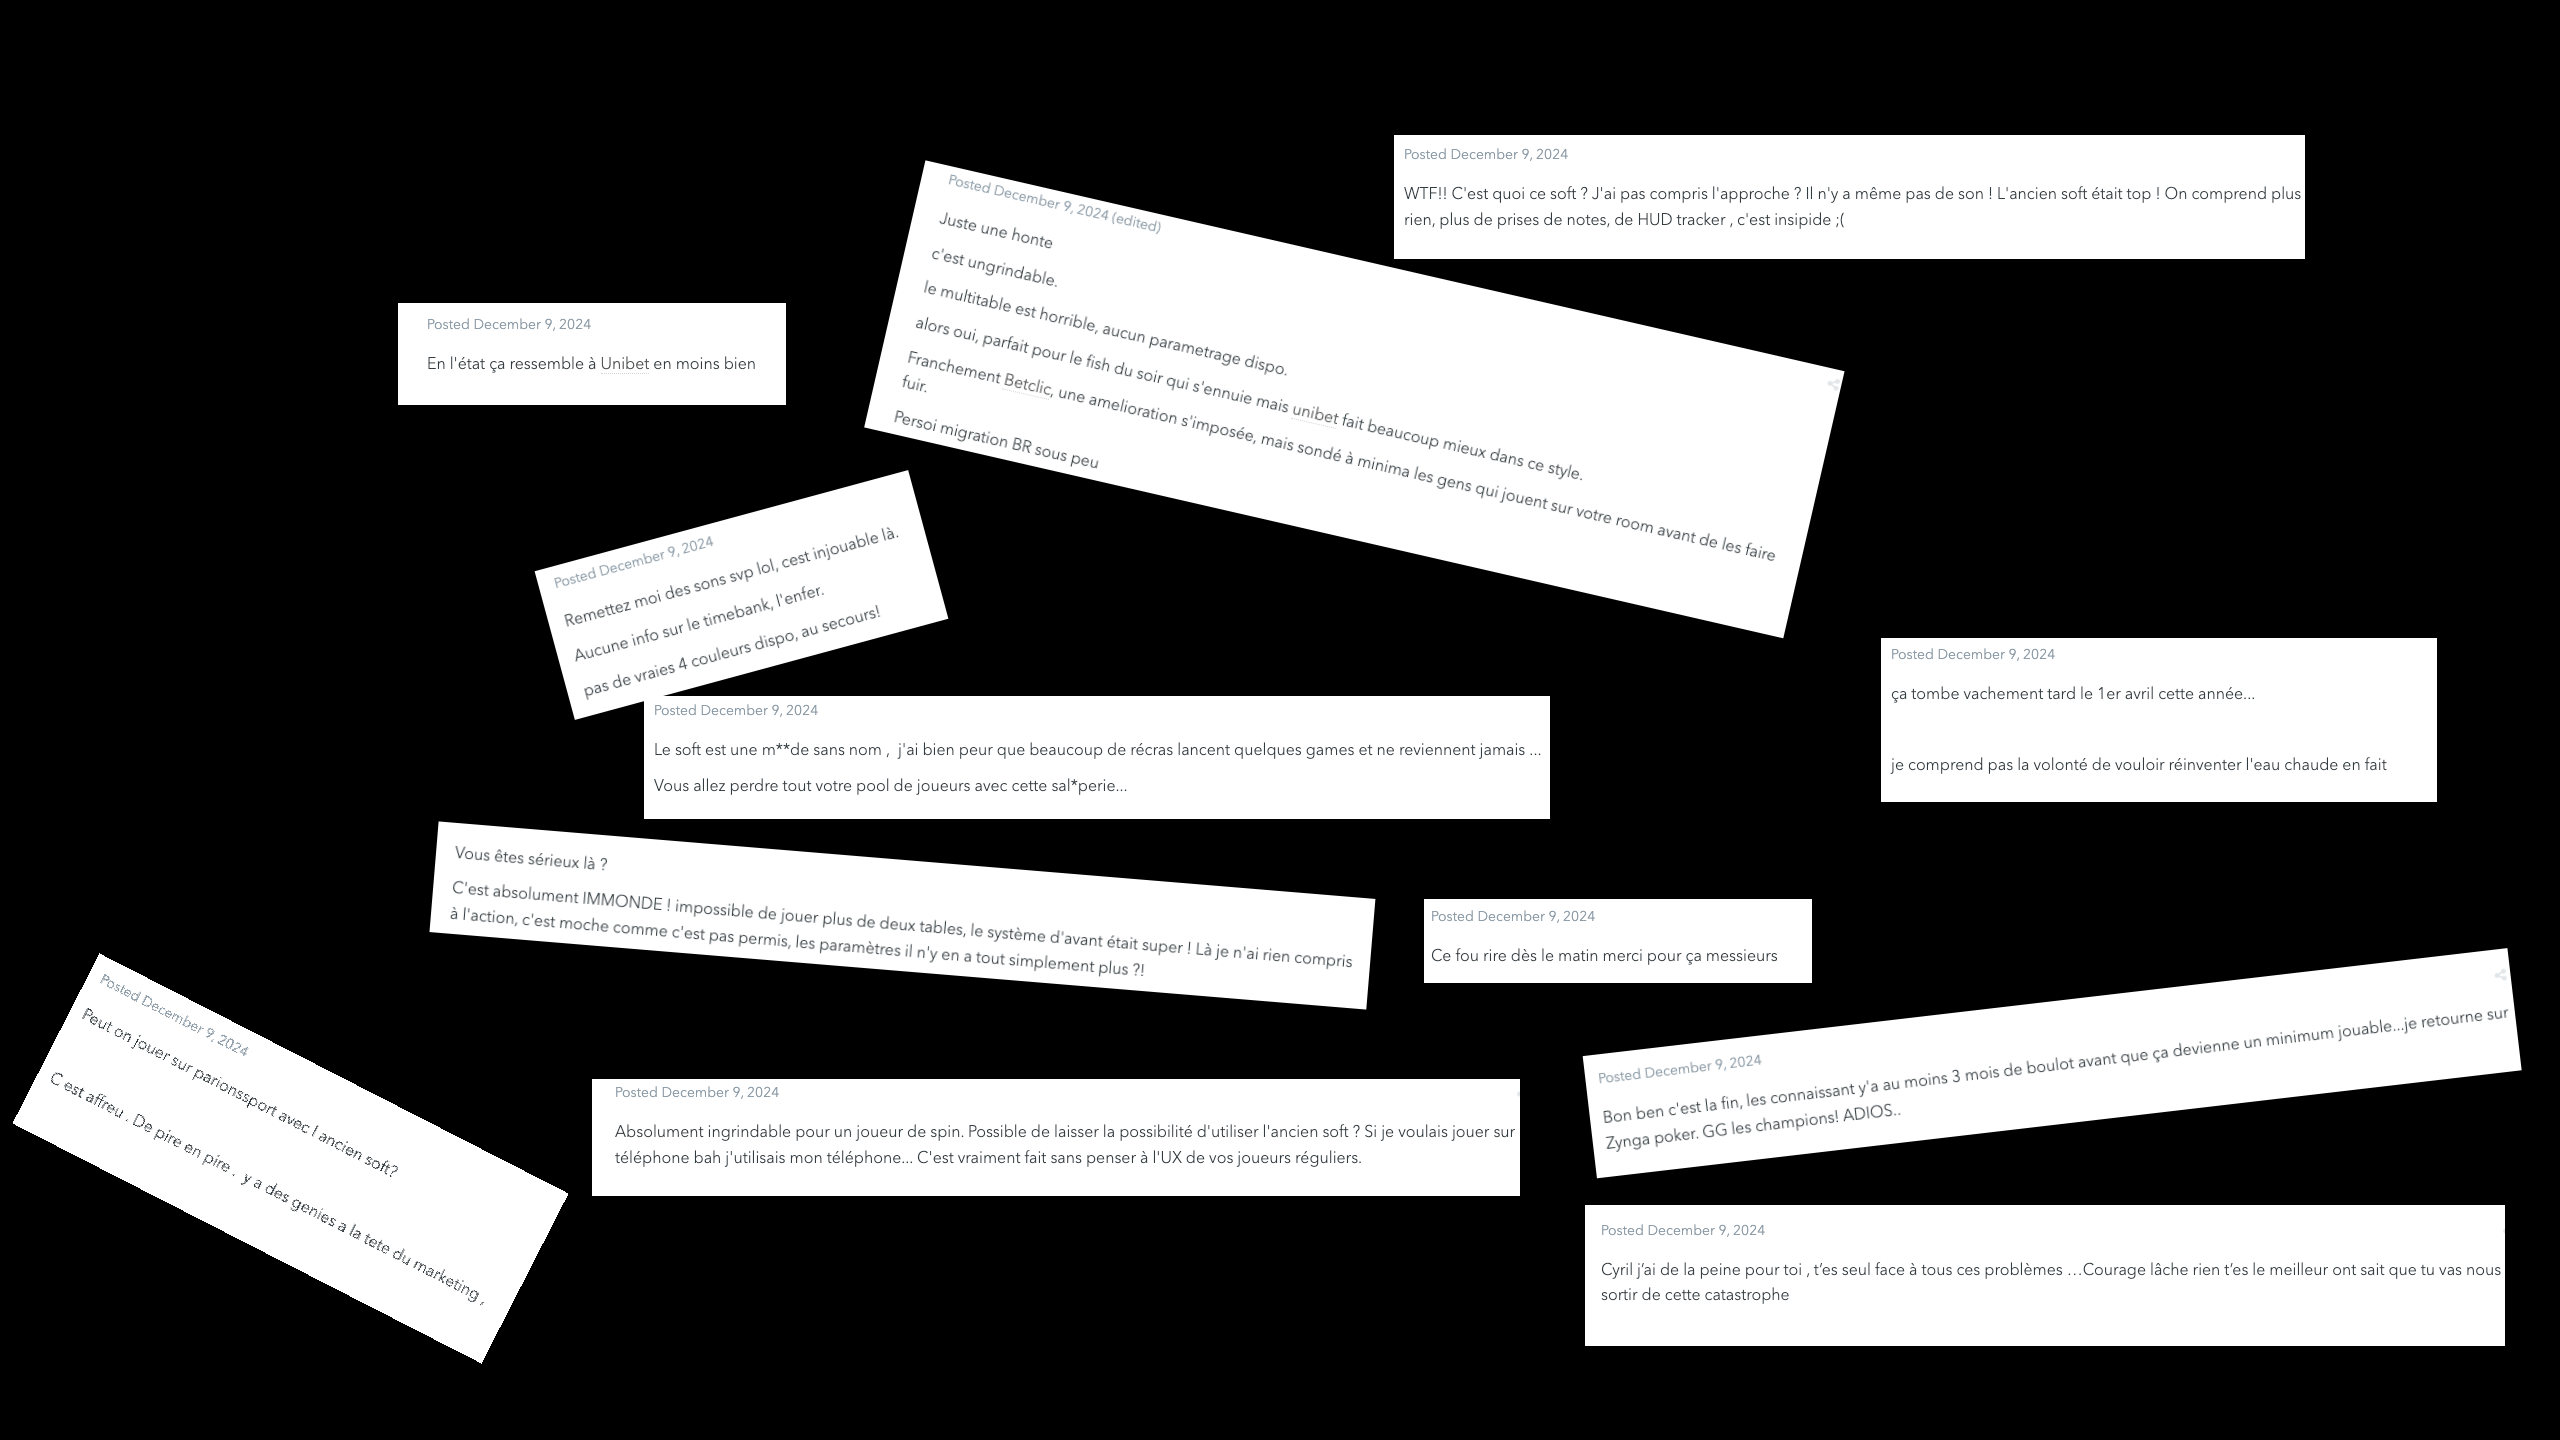 Posted December 9, 2024
WTF!! C'est quoi ce soft ? J'ai pas compris l'approche ? Il n'y a même pas de son ! L'ancien soft était top ! On comprend plus
rien, plus de prises de notes, de HUD tracker , c'est insipide ;(
Posted December 9, 2024 (edited)
Juste une honte
c'est ungrindable.
le multitable est horrible, aucun parametrage dispo.
alors oui, parfait pour le fish du soir qui s'ennuie mais unibet fait beaucoup mieux dans ce style.
Franchement Betclic, une amelioration s'imposée, mais sondé à minima les gens qui jouent sur votre room avant de les faire
fuir.
Persoi migration BR sous peu
Posted December 9, 2024
En l'état ça ressemble à Unibet en moins bien
Posted December 9, 2024
Remettez moi des sons svp lol, cest injouable là.
Aucune info sur le timebank, l'enfer.
pas de vraies 4 couleurs dispo, au secours!
Posted December 9, 2024
ça tombe vachement tard le 1er avril cette année...
je comprend pas la volonté de vouloir réinventer l'eau chaude en fait
Posted December 9, 2024
Le soft est une m**de sans nom ,  j'ai bien peur que beaucoup de récras lancent quelques games et ne reviennent jamais ...
Vous allez perdre tout votre pool de joueurs avec cette sal*perie...
Vous êtes sérieux là ?
C'est absolument IMMONDE ! impossible de jouer plus de deux tables, le système d'avant était super ! Là je n'ai rien compris
à l'action, c'est moche comme c'est pas permis, les paramètres il n'y en a tout simplement plus ?!
Posted December 9, 2024
Ce fou rire dès le matin merci pour ça messieurs
Posted December 9, 2024
Peut on jouer sur parionssport avec l ancien soft?
C est affreu . De pire en pire .  y a des genies a la tete du marketing ,
Posted December 9, 2024
Absolument ingrindable pour un joueur de spin. Possible de laisser la possibilité d'utiliser l'ancien soft ? Si je voulais jouer sur
téléphone bah j'utilisais mon téléphone... C'est vraiment fait sans penser à l'UX de vos joueurs réguliers.
Posted December 9, 2024
Bon ben c'est la fin, les connaissant y'a au moins 3 mois de boulot avant que ça devienne un minimum jouable...je retourne sur
Zynga poker. GG les champions! ADIOS..
Posted December 9, 2024
Cyril j'ai de la peine pour toi , t'es seul face à tous ces problèmes …Courage lâche rien t'es le meilleur ont sait que tu vas nous
sortir de cette catastrophe